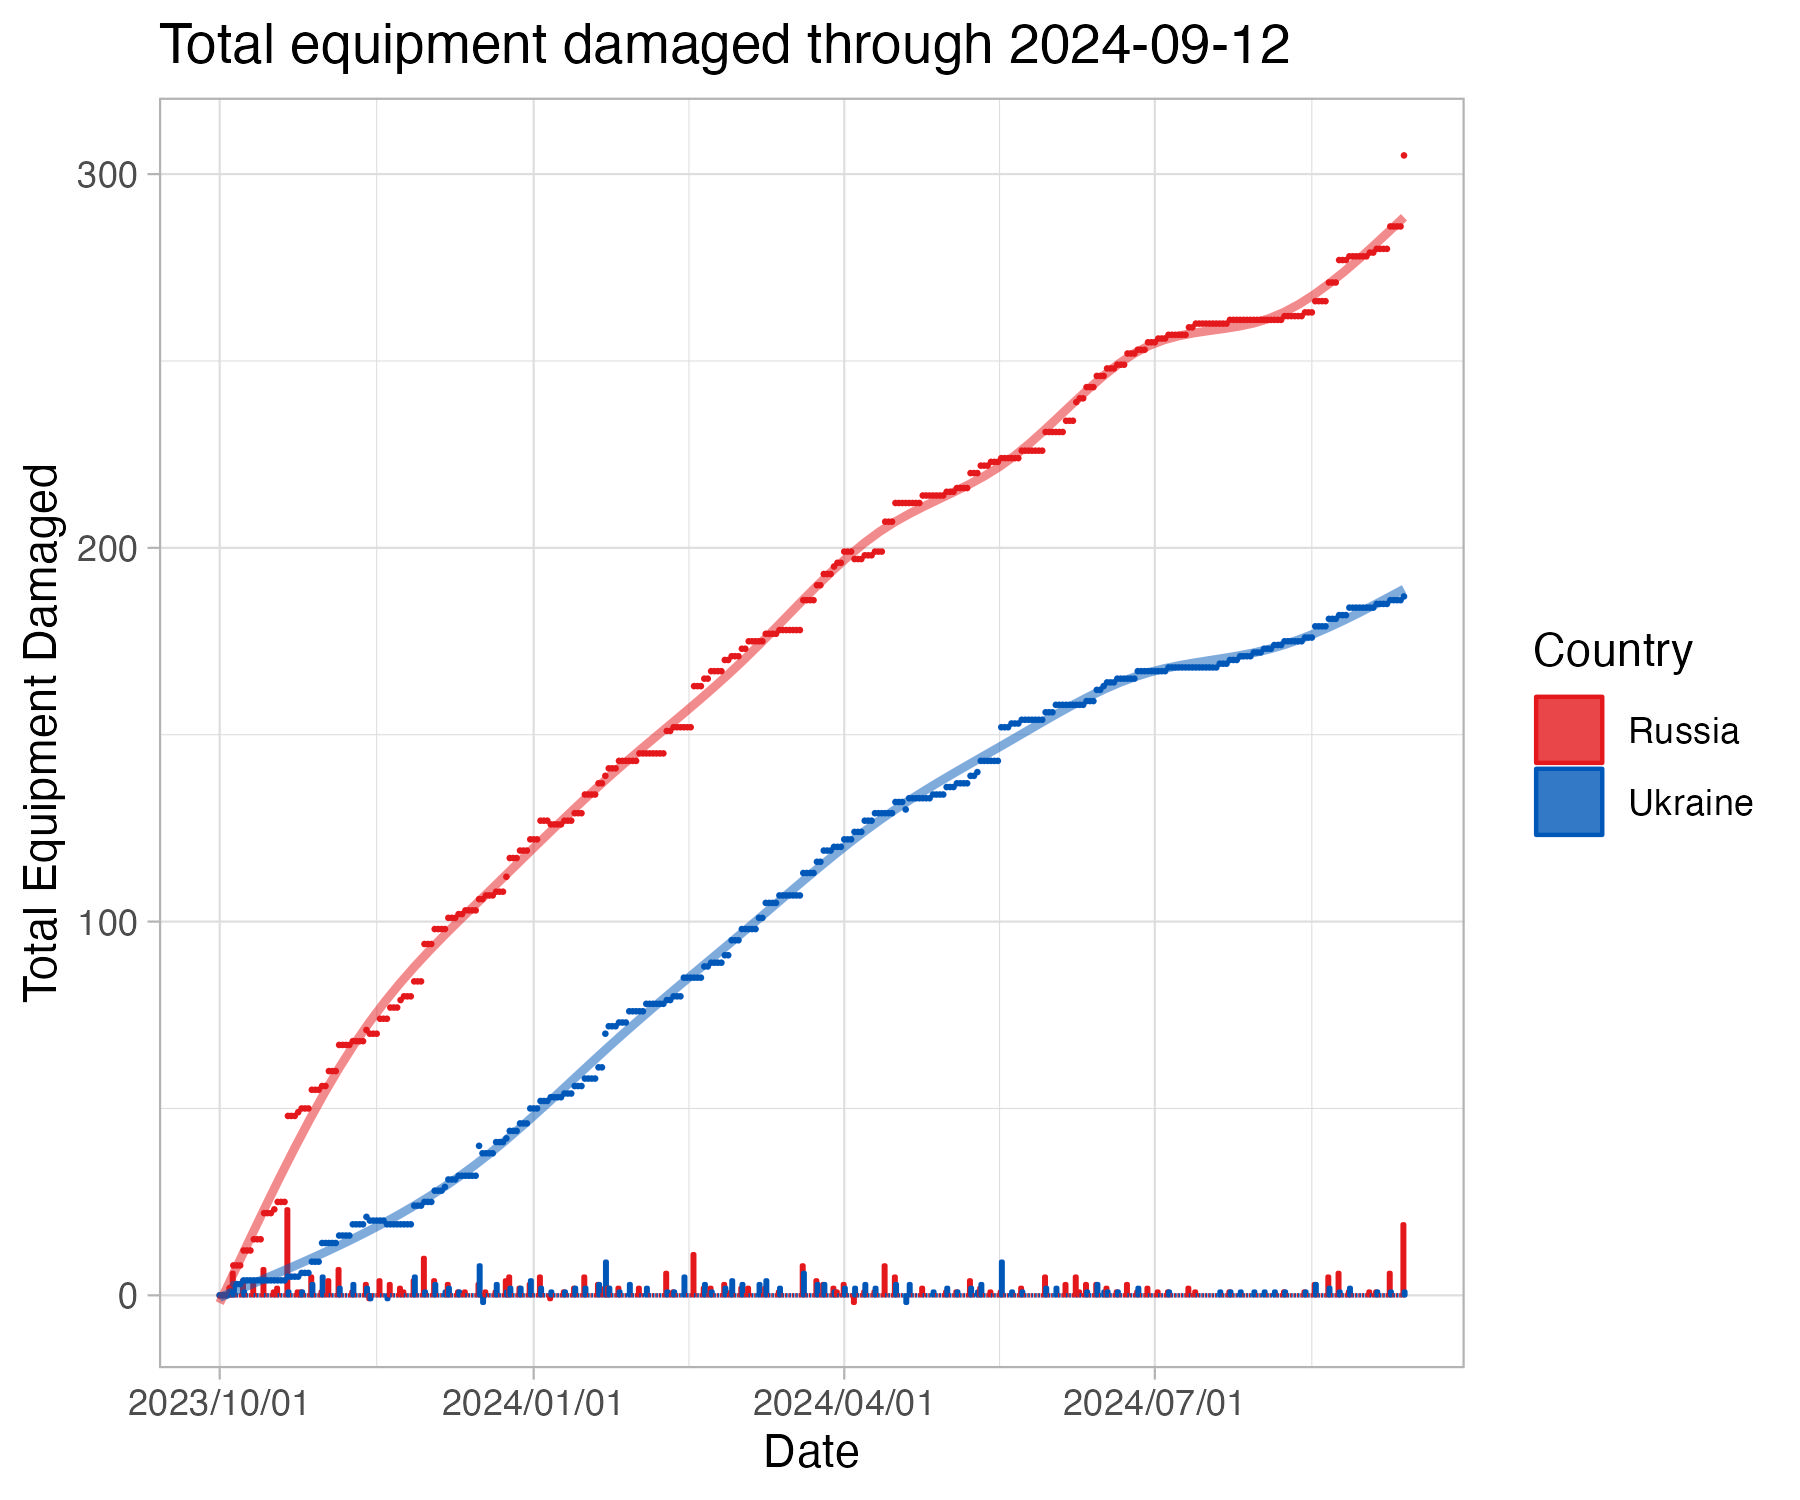 Total equipment damaged through 2024-09-12
Total Equipment Damaged
300
200
100
0
2023/10/01
2024/01/01
2024/04/01
2024/07/01
Date
Country
Russia
Ukraine